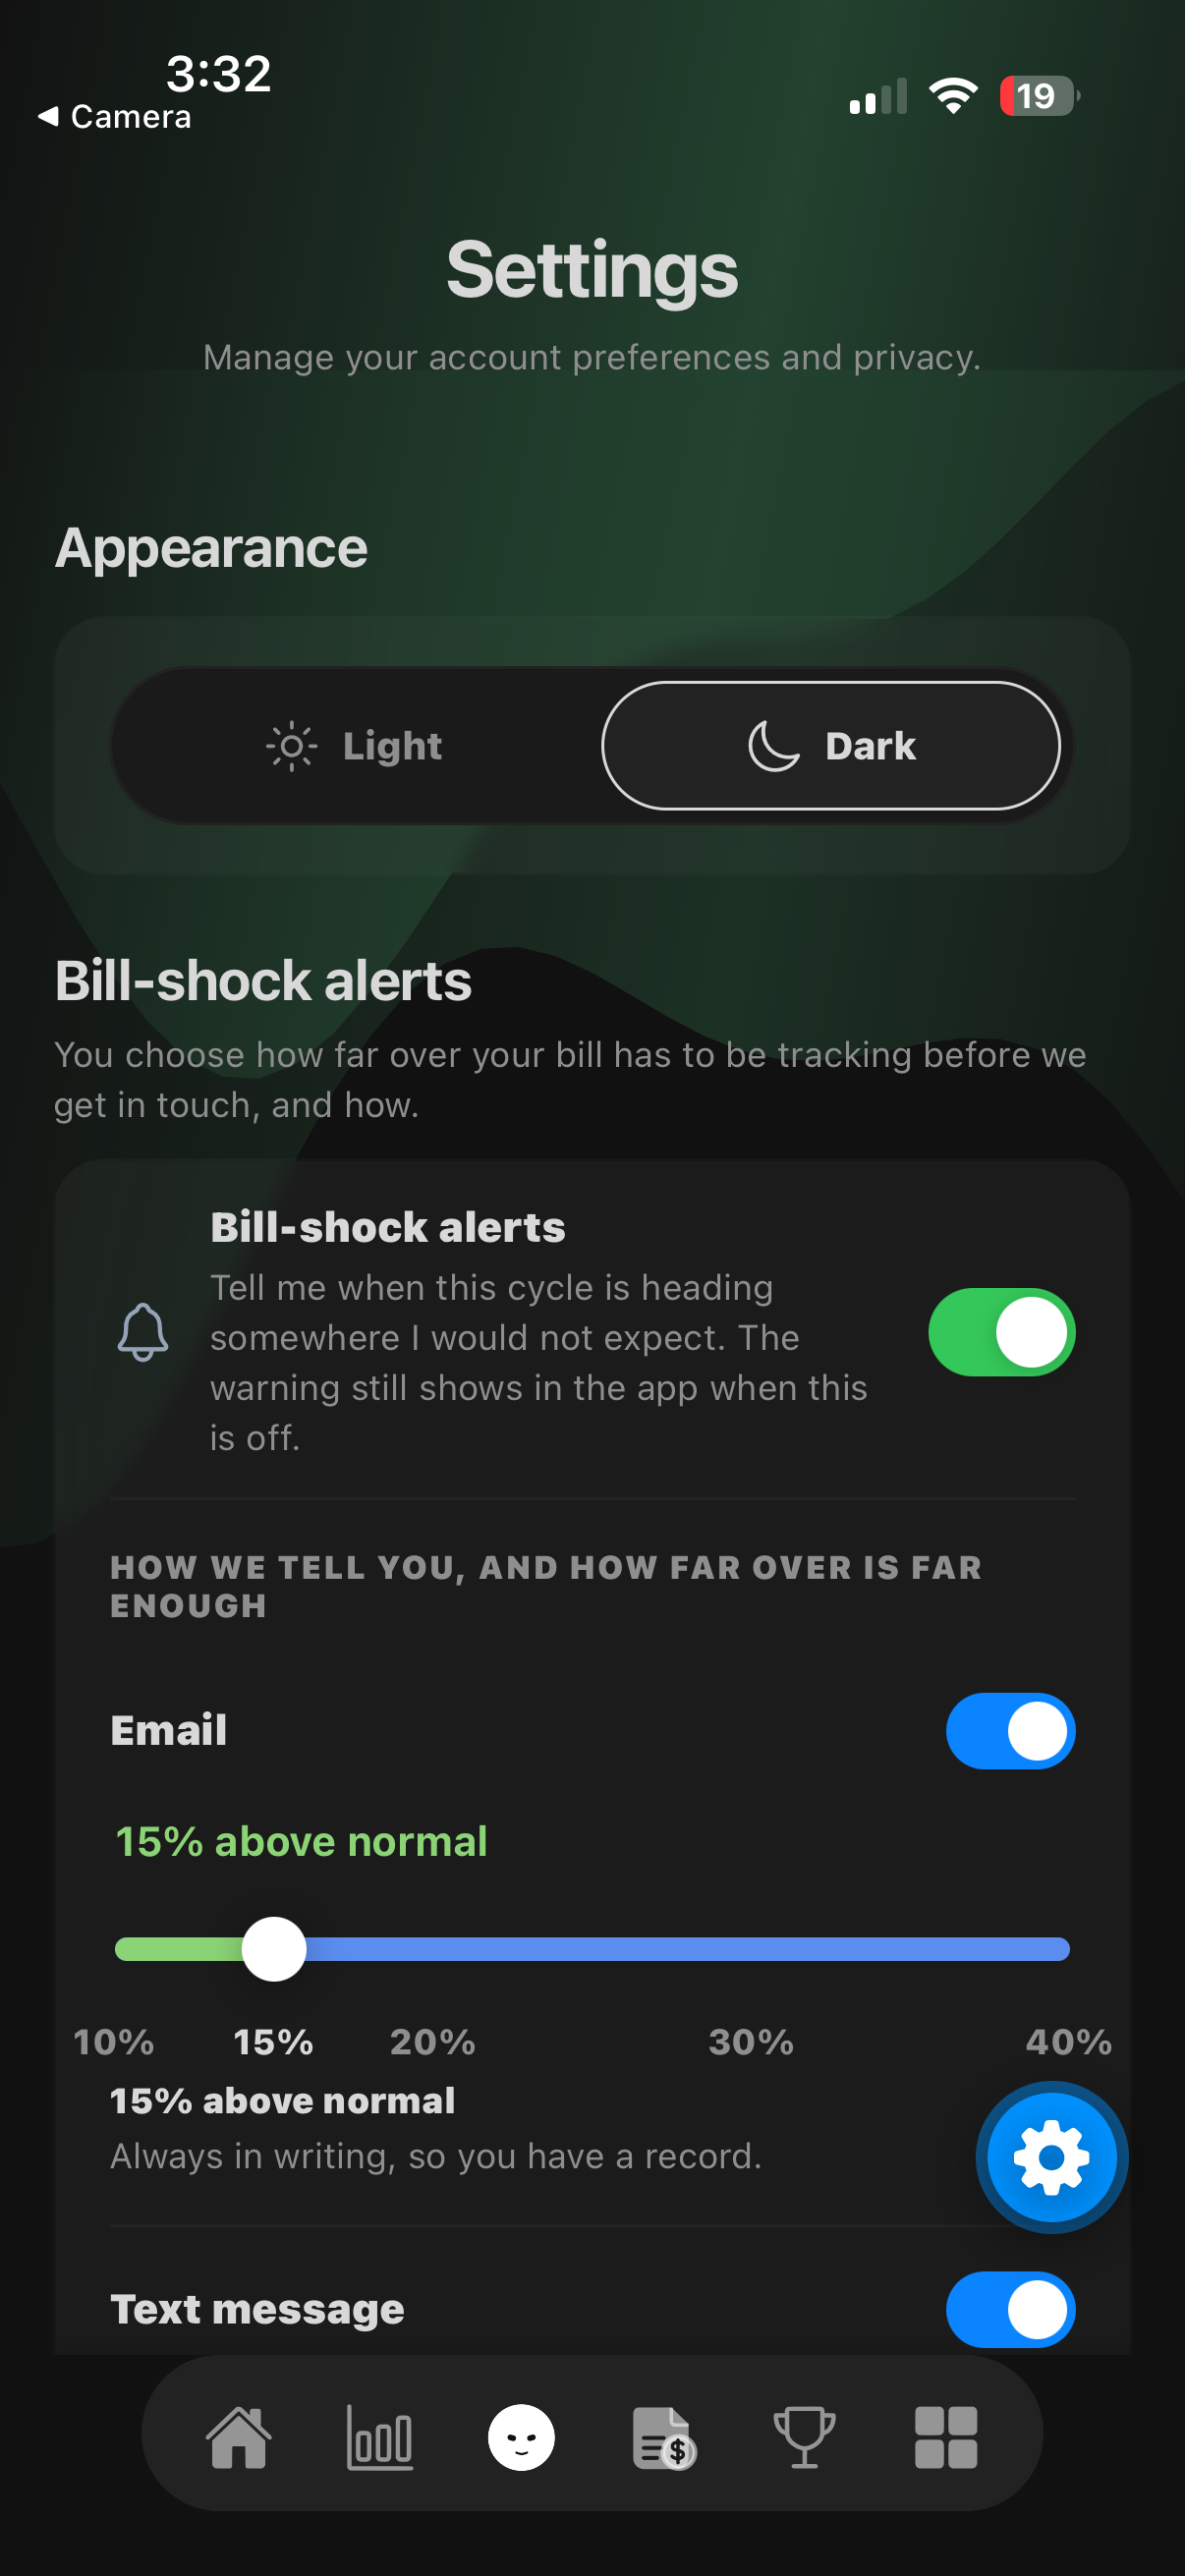 3:32
Camera
19
Settings
Manage your account preferences and privacy.
Appearance
Light
Dark
Bill-shock alerts
You choose how far over your bill has to be tracking before we
get in touch, and how.
Bill-shock alerts
Tell me when this cycle is heading
somewhere I would not expect. The
warning still shows in the app when this
is off.
HOW WE TELL YOU, AND HOW FAR OVER IS FAR
ENOUGH
Email
15% above normal
10% 15% 20% 30% 40%
15% above normal
Always in writing, so you have a record.
Text message
$